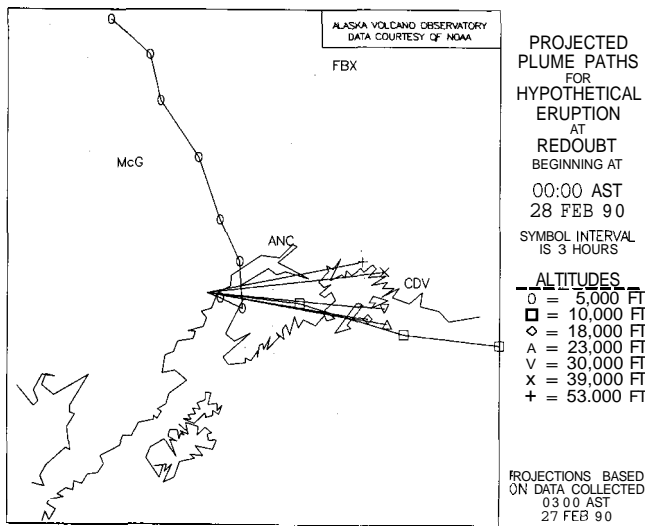 ALASKA VOLCANO OBSERVATORY
DATA COURTESY OF NOAA
FBX
McG
ANC
CDV
PROJECTED
PLUME PATHS
FOR
HYPOTHETICAL
ERUPTION
AT
REDOUBT
BEGINNING AT
00:00 AST
28 FEB 90
SYMBOL INTERVAL
IS 3 HOURS
ALTITUDES
O = 5,000 FT
□ = 10,000 FT
◇ = 18,000 FT
A = 23,000 FT
V = 30,000 FT
x = 39,000 FT
+ = 53.000 FT
PROJECTIONS BASED
ON DATA COLLECTED
03 00 AST
27 FEB 90